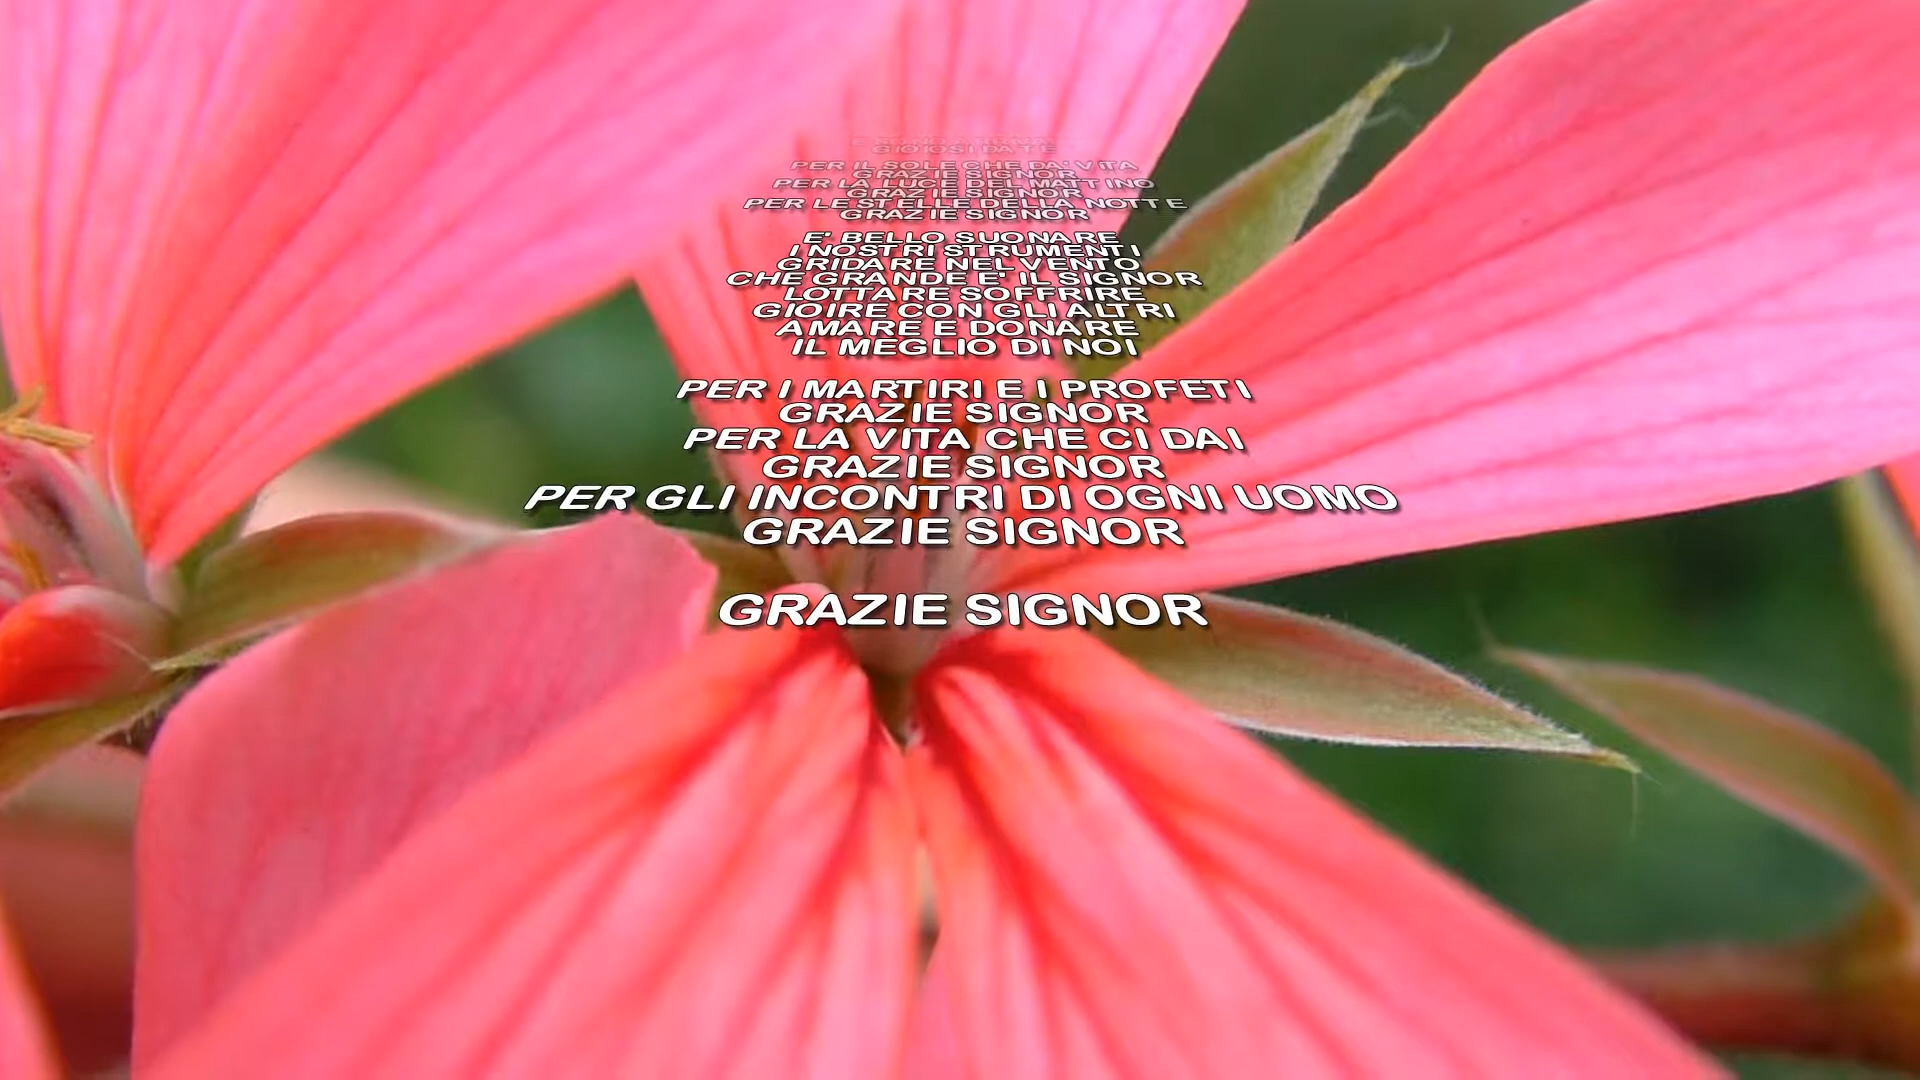 GIOIOSI DA TE
PER IL SOLE CHE DA' VITA
GRAZIE SIGNOR
PER LA LUCE DEL MATTINO
GRAZIE SIGNOR
PER LE STELLE DELLA NOTTE
GRAZIE SIGNOR
E' BELLO SUONARE
I NOSTRI STRUMENTI
GRIDARE NEL VENTO
CHE GRANDE E' IL SIGNOR
LOTTARE SOFFRIRE
GIOIRE CON GLI ALTRI
AMARE E DONARE
IL MEGLIO DI NOI
PER I MARTIRI E I PROFETI
GRAZIE SIGNOR
PER LA VITA CHE CI DAI
GRAZIE SIGNOR
PER GLI INCONTRI DI OGNI UOMO
GRAZIE SIGNOR
GRAZIE SIGNOR